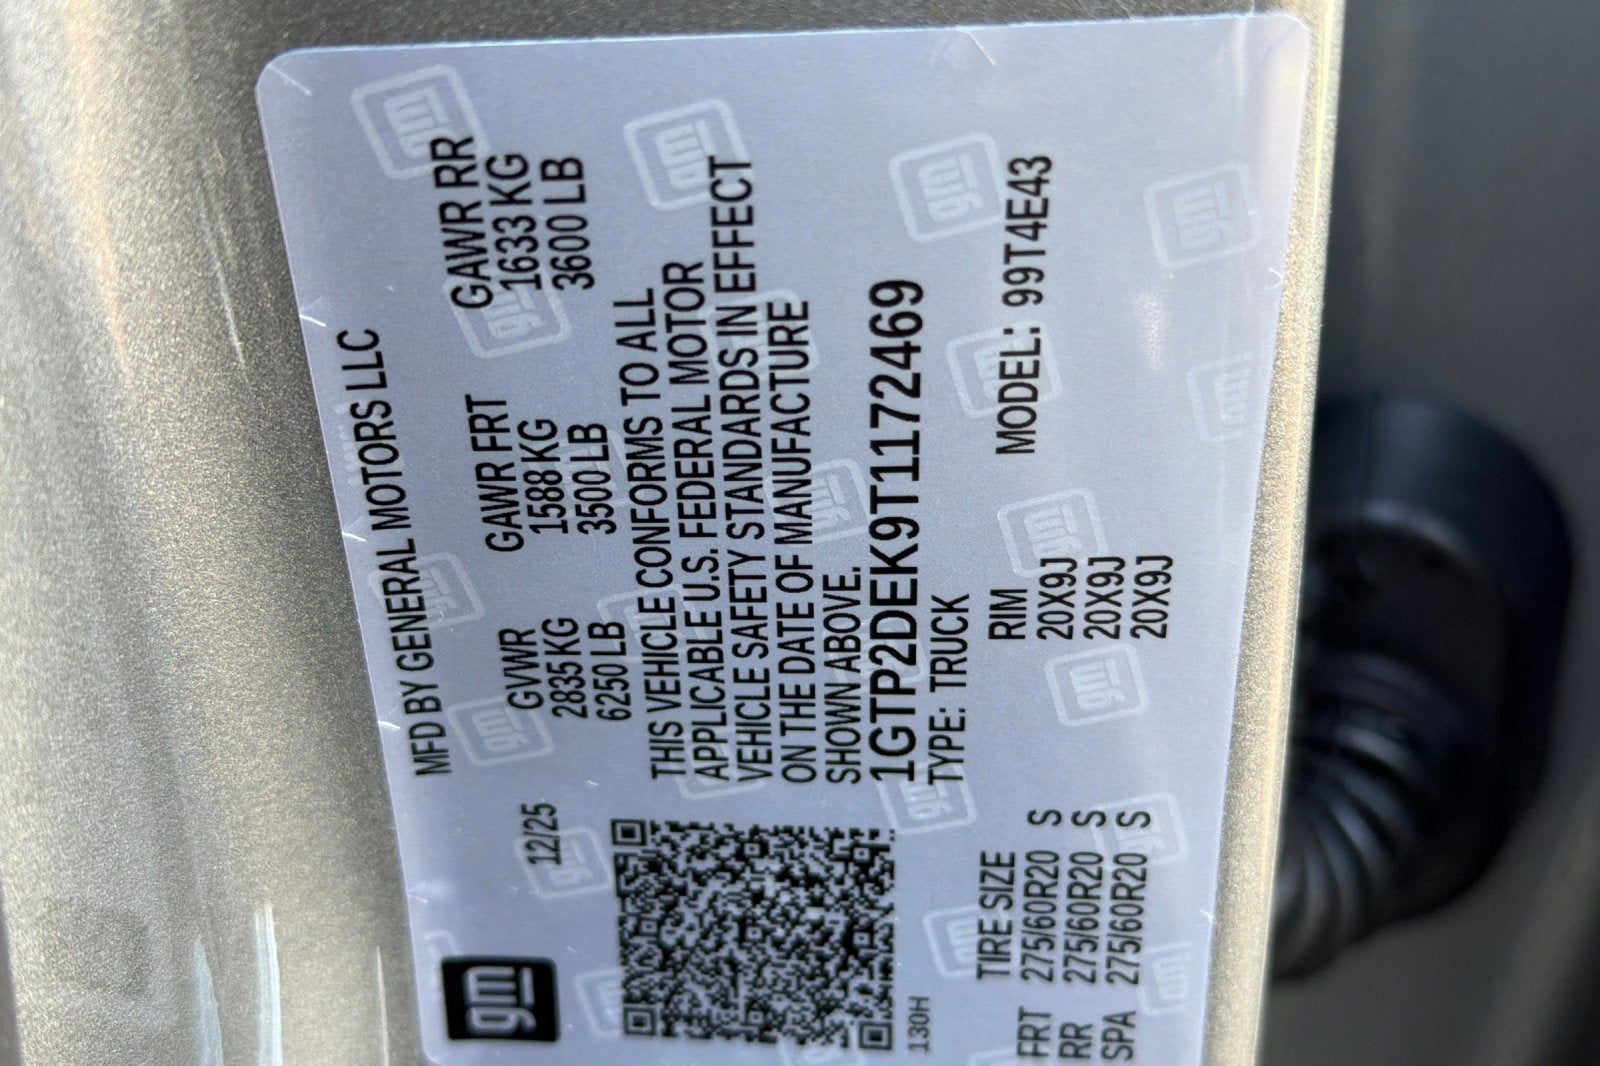 gm
12/25
MFD BY GENERAL MOTORS LLC
GVWR GAWR FRT GAWR RR
2835 KG 1588 KG 1633 KG
6250 LB 3500 LB 3600 LB
THIS VEHICLE CONFORMS TO ALL
APPLICABLE U.S. FEDERAL MOTOR
VEHICLE SAFETY STANDARDS IN EFFECT
ON THE DATE OF MANUFACTURE
SHOWN ABOVE.
1GTP2DEK9T1172469
TYPE: TRUCK
130H
MODEL: 99T4E43
TIRE SIZE RIM
FRT 275/60R20 S 20X9J
RR 275/60R20 S 20X9J
SPA 275/60R20 S 20X9J